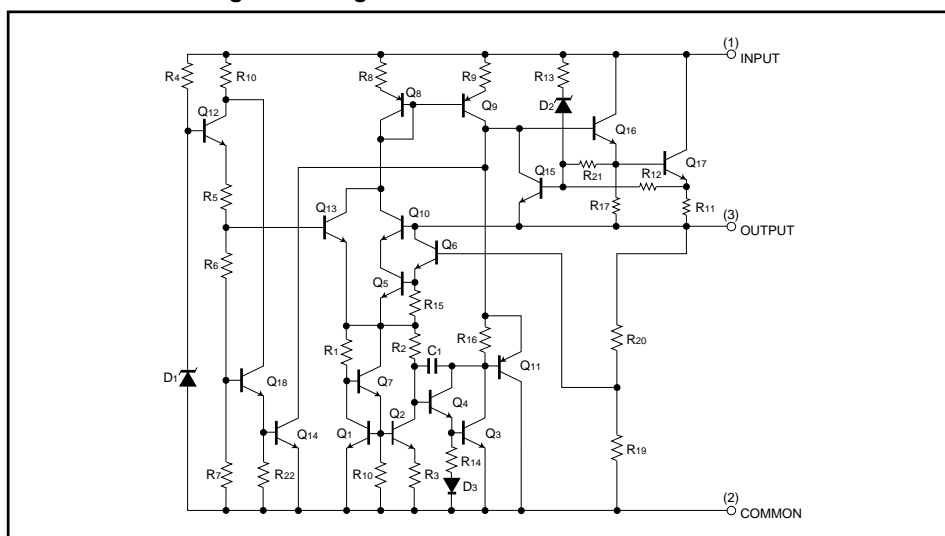 (1)
INPUT
R4
R10
R8
R9
R13
Q8
Q9
D2
Q12
Q16
Q15
R21
Q17
R12
R5
Q13
Q10
R17
R11
(3)
OUTPUT
Q6
R6
Q5
R15
R1
R2
C1
R16
R20
D1
Q18
Q7
Q11
Q4
Q14
Q1
Q2
Q3
R19
R7
R22
R10
R3
R14
D3
(2)
COMMON